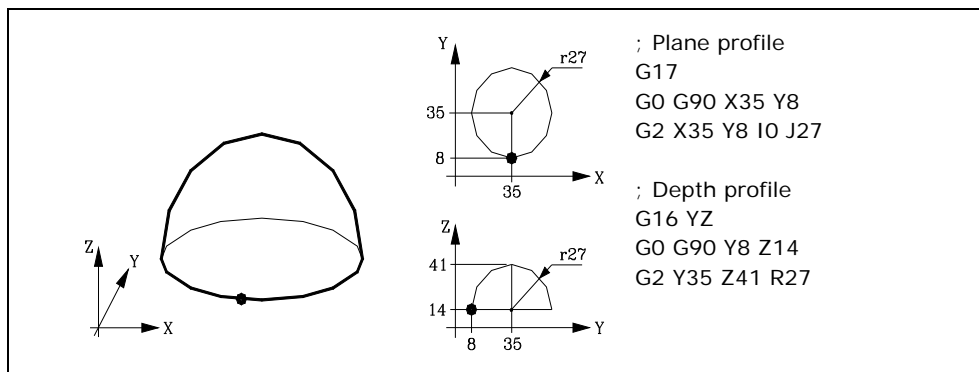 Z
Y
X
Y
r27
35
8
35
X
Z
r27
41
14
8
35
Y
; Plane profile
G17
G0 G90 X35 Y8
G2 X35 Y8 I0 J27
; Depth profile
G16 YZ
G0 G90 Y8 Z14
G2 Y35 Z41 R27